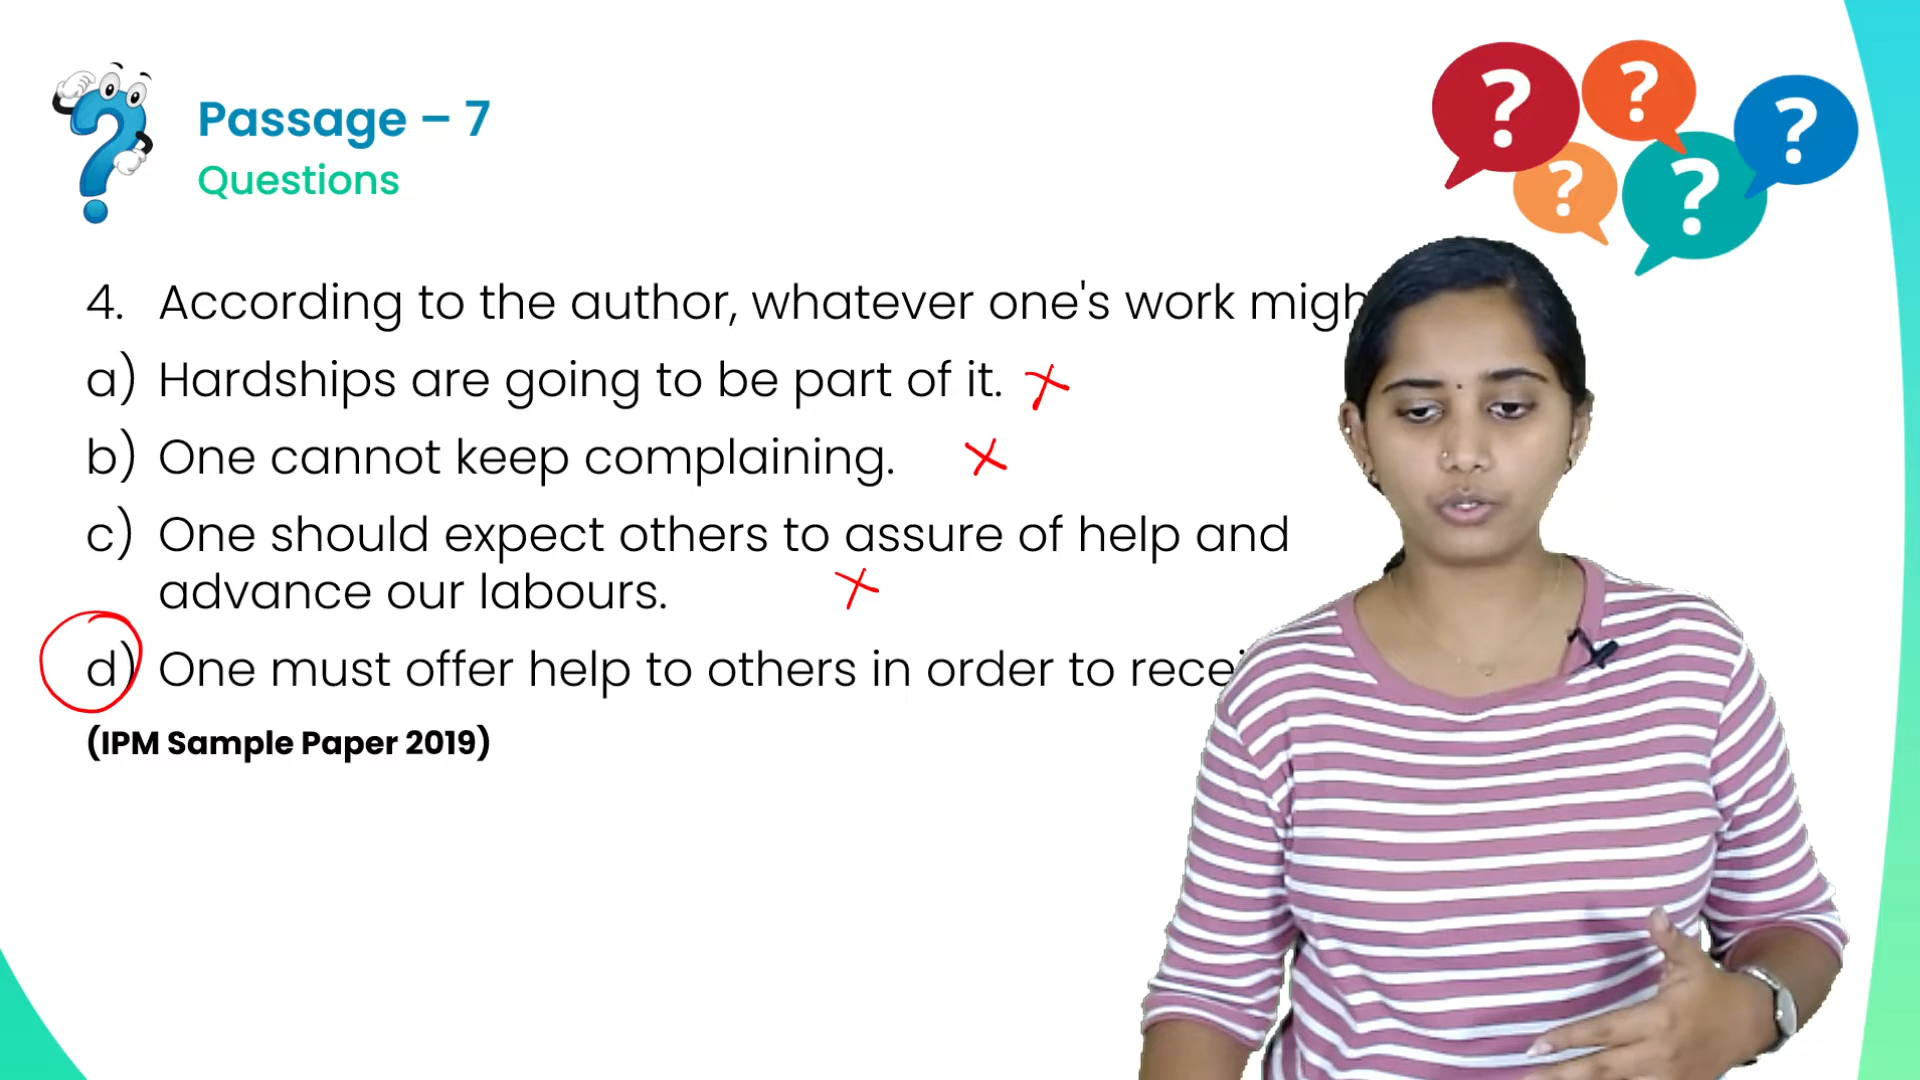 Passage – 7
Questions
4. According to the author, whatever one's work
a) Hardships are going to be part of it.
b) One cannot keep complaining.
c) One should expect others to assure of help and
advance our labours.
d) One must offer help to others in order to
(IPM Sample Paper 2019)